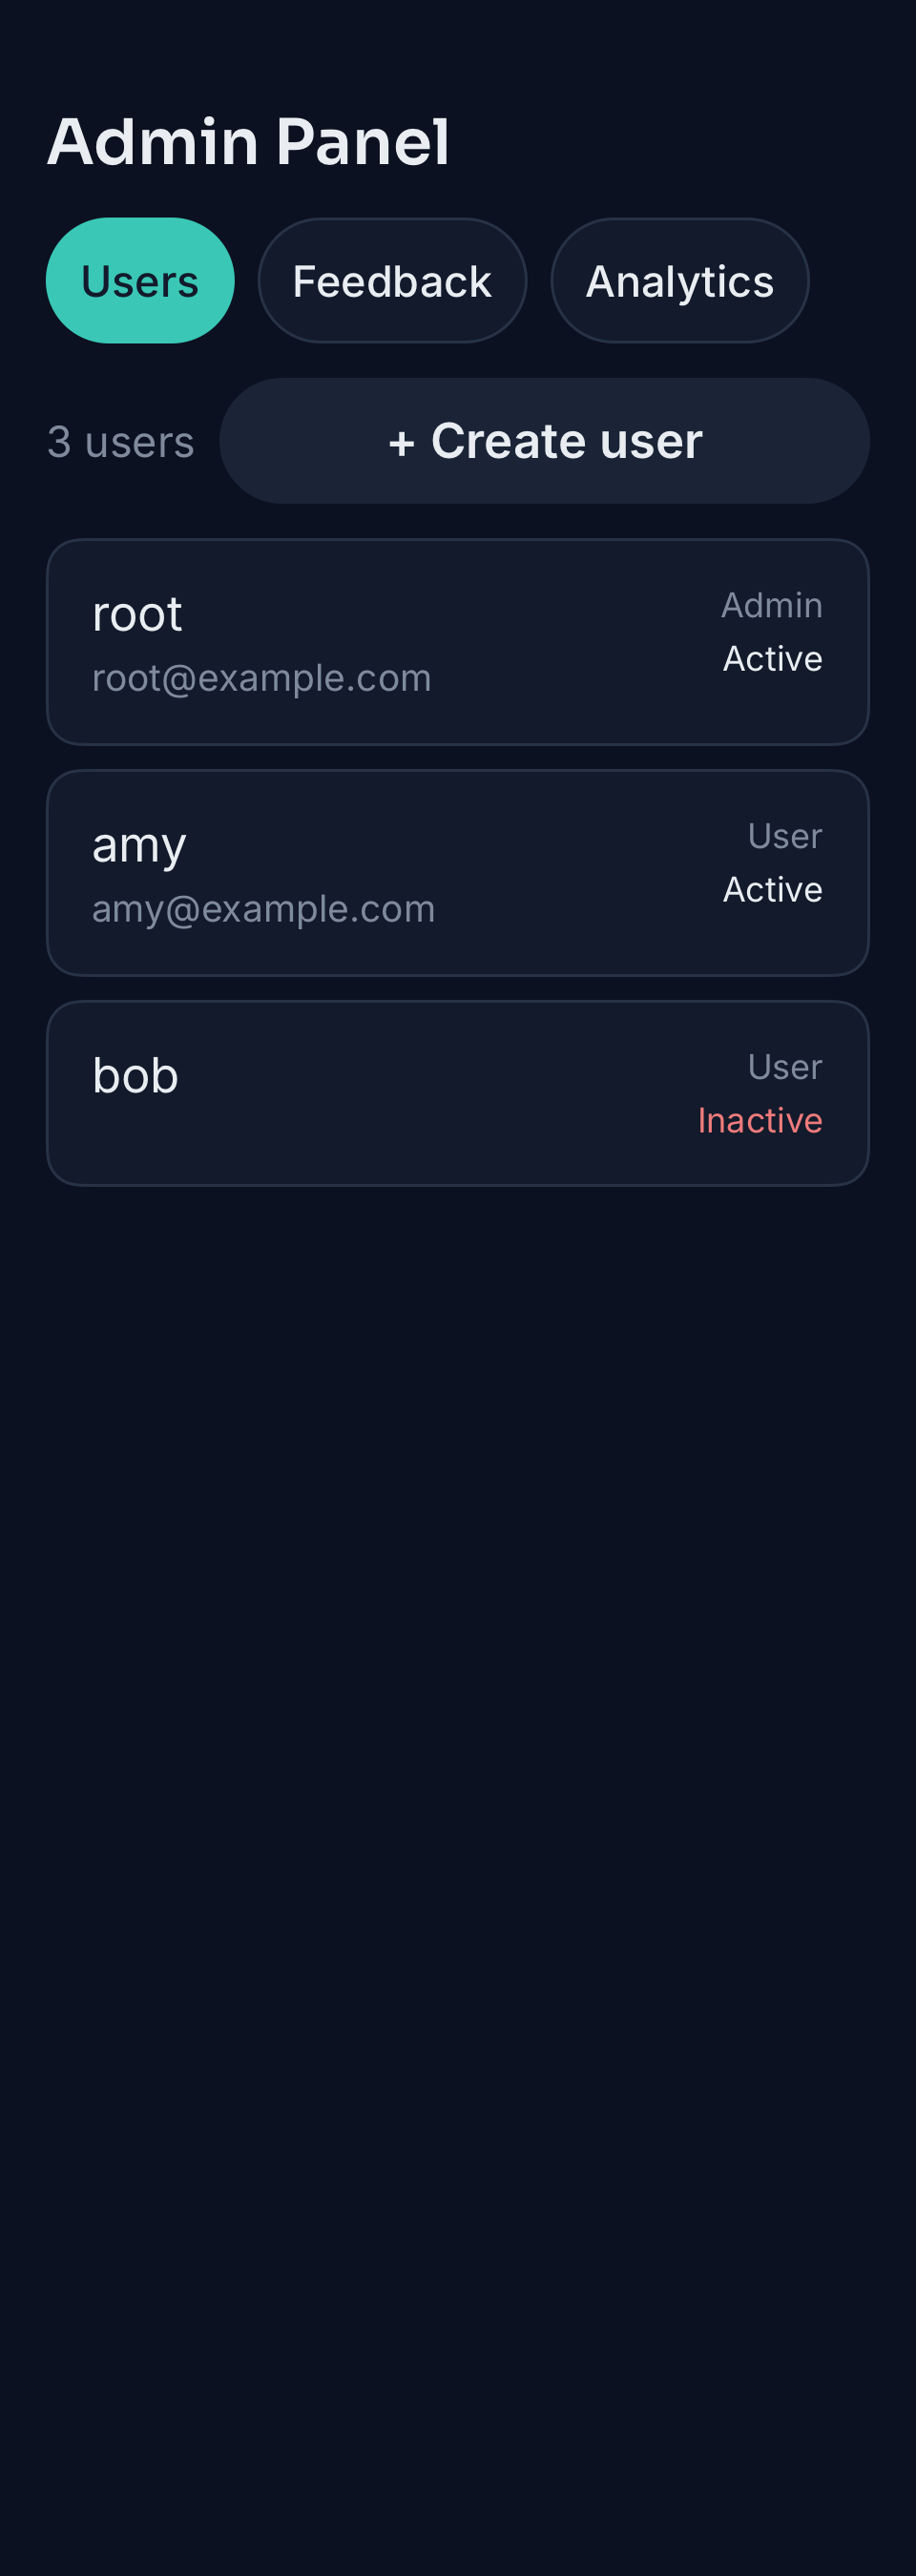 Admin Panel
Users Feedback Analytics
3 users + Create user
root Admin
root@example.com Active
amy User
amy@example.com Active
bob User
Inactive